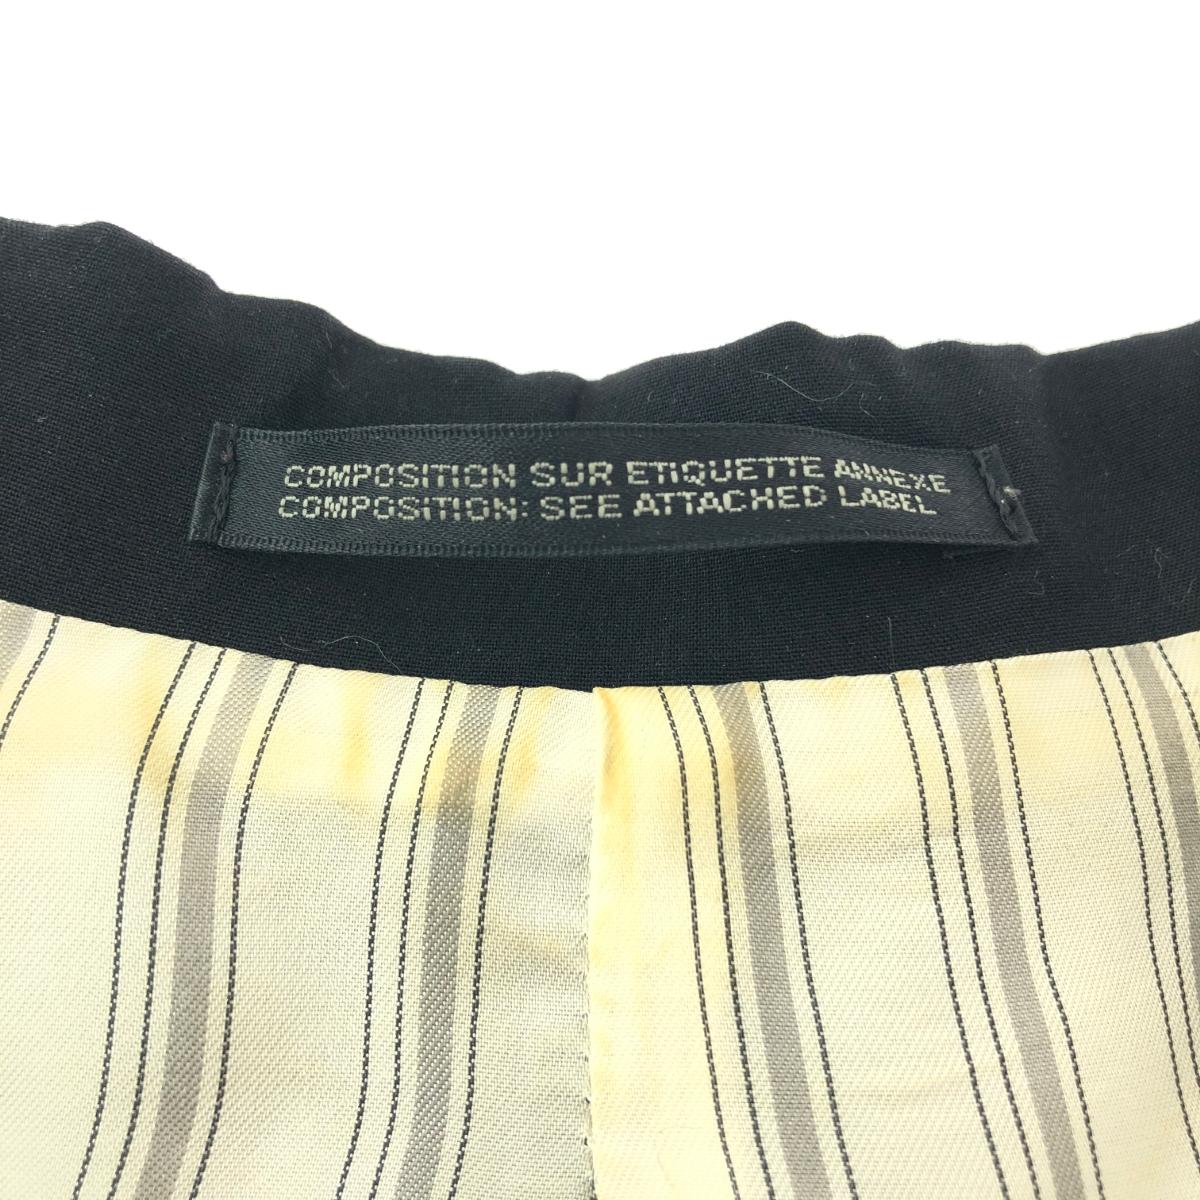 COMPOSITION SUR ETIQUETTE ANNEXE
COMPOSITION: SEE ATTACHED LABEL